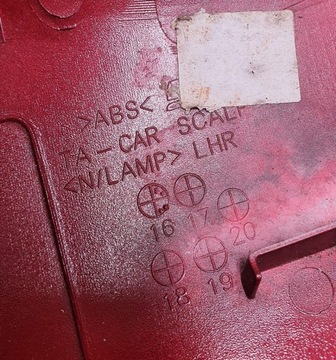 >ABS<
TA-CAR SCALP
<N/LAMP> LHR
16 17 20
18 19